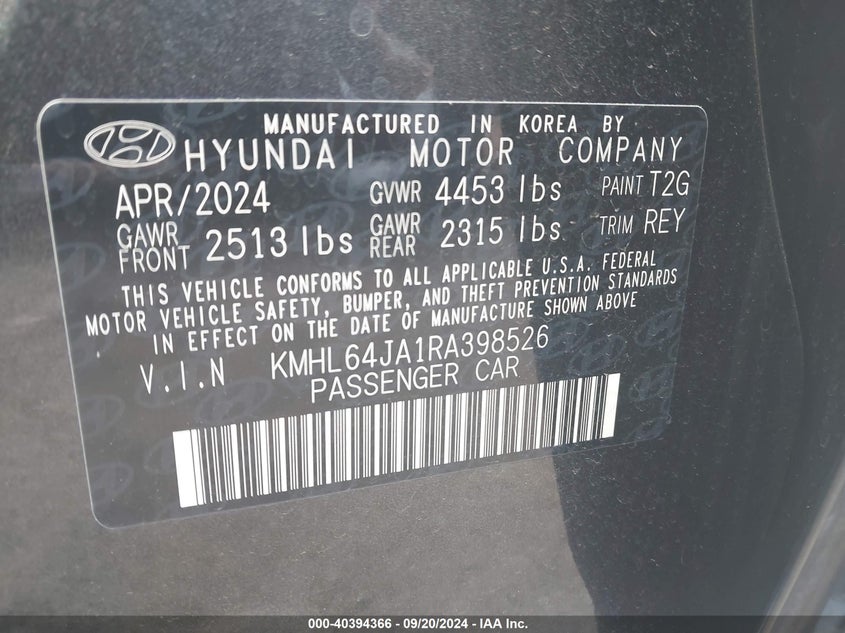 MANUFACTURED IN KOREA BY
HYUNDAI MOTOR COMPANY
APR/2024 GVWR 4453 lbs PAINT T2G
GAWR FRONT 2513 lbs GAWR REAR 2315 lbs TRIM REY
THIS VEHICLE CONFORMS TO ALL APPLICABLE U.S.A. FEDERAL
MOTOR VEHICLE SAFETY, BUMPER, AND THEFT PREVENTION STANDARDS
IN EFFECT ON THE DATE OF MANUFACTURE SHOWN ABOVE
V.I.N KMHL64JA1RA398526
PASSENGER CAR
000-40394366 - 09/20/2024 - IAA Inc.